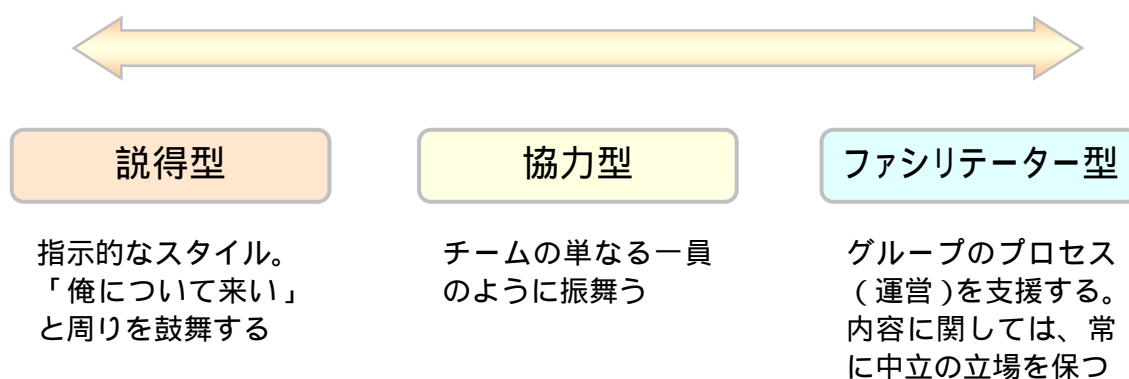 説得型
協力型
ファシリテーター型
指示的なスタイル。
「俺について来い」
と周りを鼓舞する
チームの単なる一員
のように振舞う
グループのプロセス
（運営）を支援する。
内容に関しては、常
に中立の立場を保つ